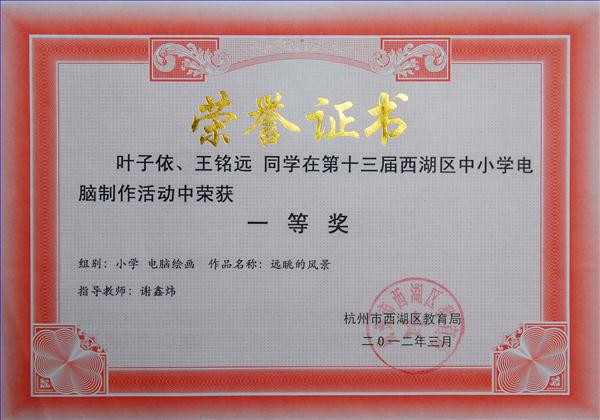 荣誉证书
叶子依、王铭远 同学在第十三届西湖区中小学电
脑制作活动中荣获
一等奖
组别：小学 电脑绘画 作品名称：远眺的风景
指导教师：谢鑫炜
杭州市西湖区教育局
二〇一二年三月